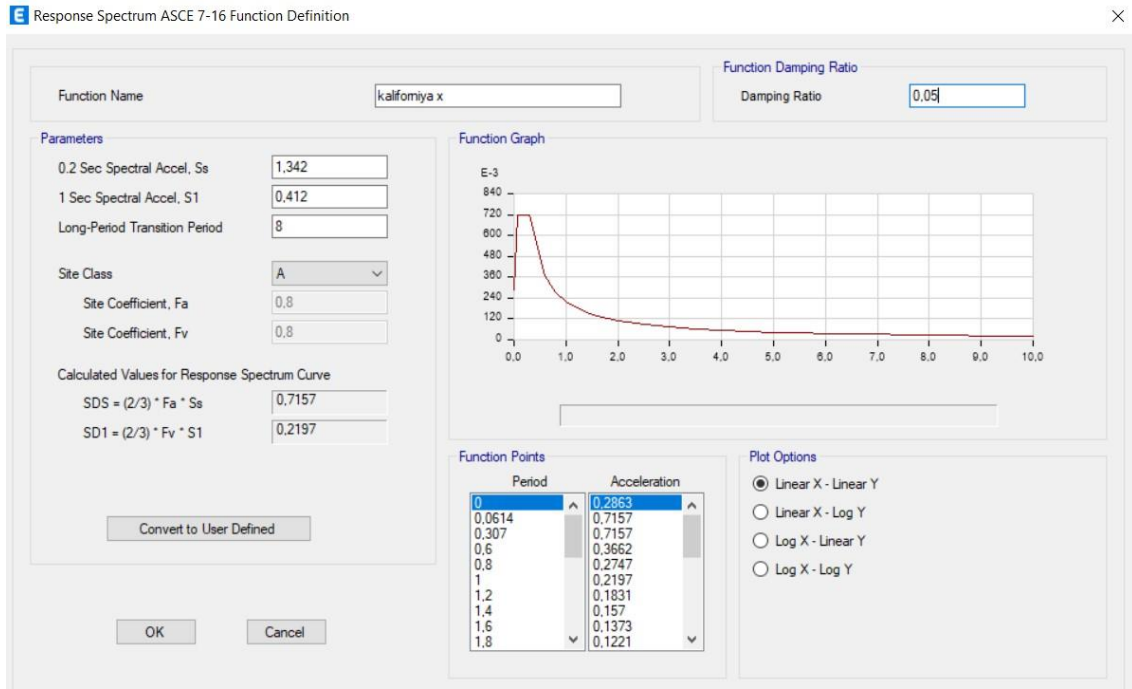 E Response Spectrum ASCE 7-16 Function Definition
Function Name
kaliforniya x
Function Damping Ratio
Damping Ratio
0,05
Parameters
0.2 Sec Spectral Accel, Ss
1,342
1 Sec Spectral Accel, S1
0,412
Long-Period Transition Period
8
Site Class
A
Site Coefficient, Fa
0,8
Site Coefficient, Fv
0,8
Calculated Values for Response Spectrum Curve
SDS = (2/3) * Fa * Ss
0,7157
SD1 = (2/3) * Fv * S1
0,2197
Convert to User Defined
OK
Cancel
Function Graph
E-3
840
720
600
480
360
240
120
0
0,0 1,0 2,0 3,0 4,0 5,0 6,0 7,0 8,0 9,0 10,0
Function Points
Period Acceleration
0 0,2863
0,0614 0,7157
0,307 0,7157
0,6 0,3662
0,8 0,2747
1 0,2197
1,2 0,1831
1,4 0,157
1,6 0,1373
1,8 0,1221
Plot Options
Linear X - Linear Y
Linear X - Log Y
Log X - Linear Y
Log X - Log Y